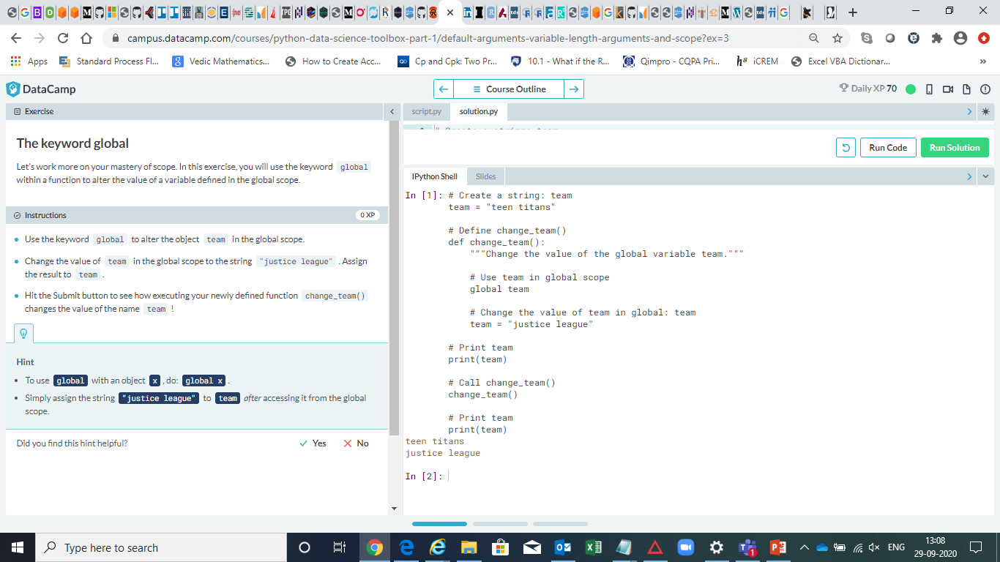 campus.datacamp.com/courses/python-data-science-toolbox-part-1/default-arguments-variable-length-arguments-and-scope?ex=3
Apps Standard Process Fl... Vedic Mathematics... How to Create Acc... Cp and Cpk: Two Pr... 10.1 - What if the R... Qimpro - CQPA Pri... iCREM Excel VBA Dictionar... »
DataCamp
Course Outline
Daily XP 70
Exercise
The keyword global
Let's work more on your mastery of scope. In this exercise, you will use the keyword global
within a function to alter the value of a variable defined in the global scope.
Instructions
0 XP
Use the keyword global to alter the object team in the global scope.
Change the value of team in the global scope to the string "justice league" . Assign
the result to team .
Hit the Submit button to see how executing your newly defined function change_team()
changes the value of the name team !
Hint
To use global with an object x , do: global x .
Simply assign the string "justice league" to team after accessing it from the global
scope.
Did you find this hint helpful?
Yes
No
script.py
solution.py
Run Code
Run Solution
IPython Shell
Slides
In [1]: # Create a string: team
team = "teen titans"
# Define change_team()
def change_team():
"""Change the value of the global variable team."""
# Use team in global scope
global team
# Change the value of team in global: team
team = "justice league"
# Print team
print(team)
# Call change_team()
change_team()
# Print team
print(team)
teen titans
justice league
In [2]:
Type here to search
ENG
13:08
29-09-2020